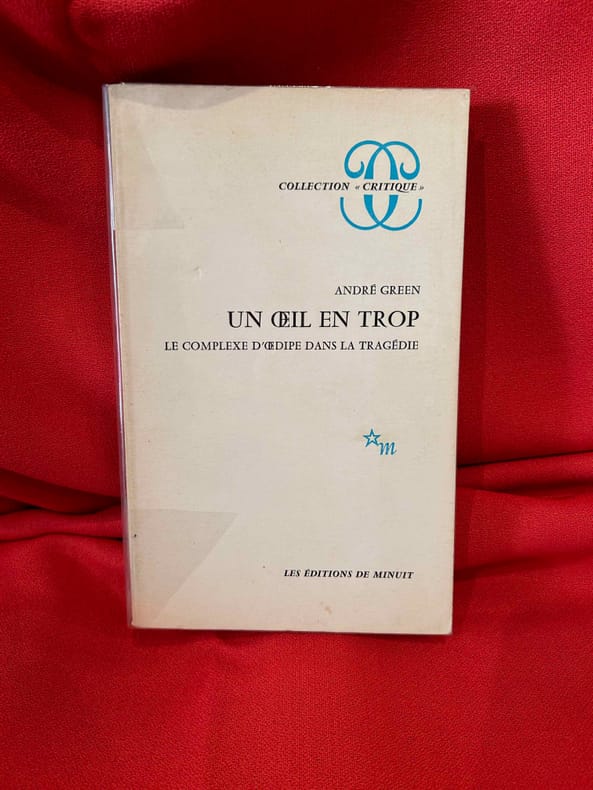 COLLECTION « CRITIQUE »
ANDRÉ GREEN
UN ŒIL EN TROP
LE COMPLEXE D'ŒDIPE DANS LA TRAGÉDIE
m
LES ÉDITIONS DE MINUIT